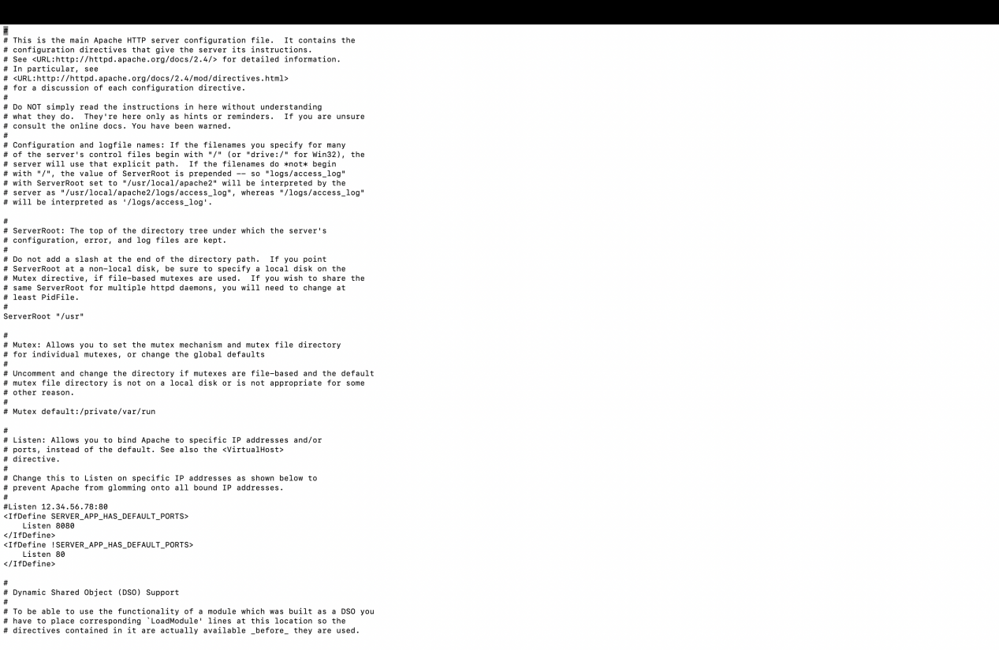 #
# This is the main Apache HTTP server configuration file.  It contains the
# configuration directives that give the server its instructions.
# See <URL:http://httpd.apache.org/docs/2.4/> for detailed information.
# In particular, see
# <URL:http://httpd.apache.org/docs/2.4/mod/directives.html>
# for a discussion of each configuration directive.
#
# Do NOT simply read the instructions in here without understanding
# what they do.  They're here only as hints or reminders.  If you are unsure
# consult the online docs. You have been warned.
#
# Configuration and logfile names: If the filenames you specify for many
# of the server's control files begin with "/" (or "drive:/" for Win32), the
# server will use that explicit path.  If the filenames do *not* begin
# with "/", the value of ServerRoot is prepended -- so "logs/access_log"
# with ServerRoot set to "/usr/local/apache2" will be interpreted by the
# server as "/usr/local/apache2/logs/access_log", whereas "/logs/access_log"
# will be interpreted as '/logs/access_log'.

#
# ServerRoot: The top of the directory tree under which the server's
# configuration, error, and log files are kept.
#
# Do not add a slash at the end of the directory path.  If you point
# ServerRoot at a non-local disk, be sure to specify a local disk on the
# Mutex directive, if file-based mutexes are used.  If you wish to share the
# same ServerRoot for multiple httpd daemons, you will need to change at
# least PidFile.
#
ServerRoot "/usr"

#
# Mutex: Allows you to set the mutex mechanism and mutex file directory
# for individual mutexes, or change the global defaults
#
# Uncomment and change the directory if mutexes are file-based and the default
# mutex file directory is not on a local disk or is not appropriate for some
# other reason.
#
# Mutex default:/private/var/run

#
# Listen: Allows you to bind Apache to specific IP addresses and/or
# ports, instead of the default. See also the <VirtualHost>
# directive.
#
# Change this to Listen on specific IP addresses as shown below to
# prevent Apache from glomming onto all bound IP addresses.
#
#Listen 12.34.56.78:80
<IfDefine SERVER_APP_HAS_DEFAULT_PORTS>
    Listen 8080
</IfDefine>
<IfDefine !SERVER_APP_HAS_DEFAULT_PORTS>
    Listen 80
</IfDefine>

#
# Dynamic Shared Object (DSO) Support
#
# To be able to use the functionality of a module which was built as a DSO you
# have to place corresponding `LoadModule' lines at this location so the
# directives contained in it are actually available _before_ they are used.